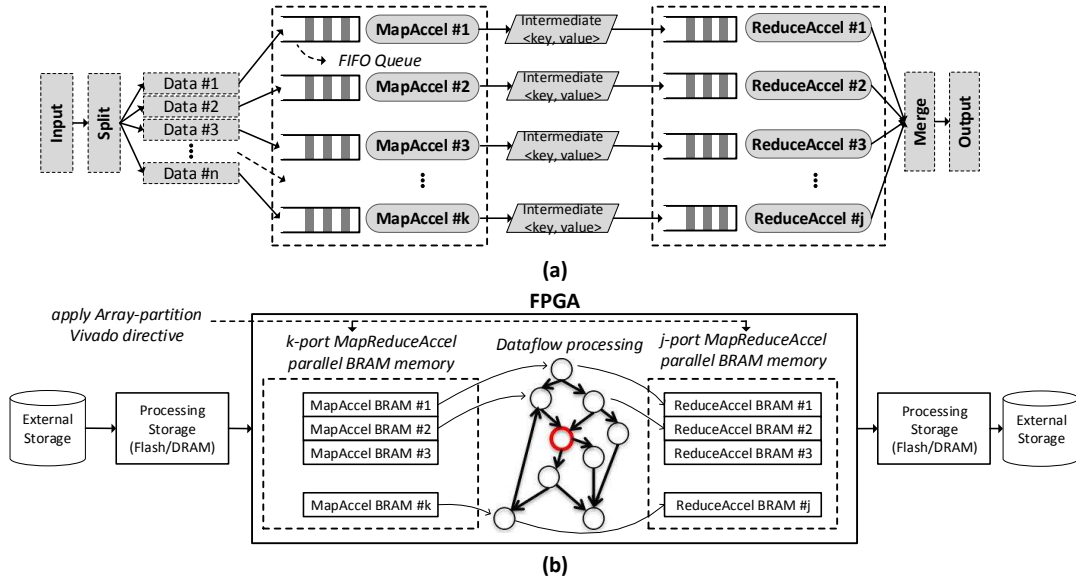 Input
Split
Data #1
Data #2
Data #3
Data #n
FIFO Queue
MapAccel #1
MapAccel #2
MapAccel #3
MapAccel #k
Intermediate
<key, value>
Intermediate
<key, value>
Intermediate
<key, value>
Intermediate
<key, value>
ReduceAccel #1
ReduceAccel #2
ReduceAccel #3
ReduceAccel #j
Merge
Output
(a)
FPGA
apply Array-partition
Vivado directive
k-port MapReduceAccel
parallel BRAM memory
Dataflow processing
j-port MapReduceAccel
parallel BRAM memory
External
Storage
Processing
Storage
(Flash/DRAM)
MapAccel BRAM #1
MapAccel BRAM #2
MapAccel BRAM #3
MapAccel BRAM #k
ReduceAccel BRAM #1
ReduceAccel BRAM #2
ReduceAccel BRAM #3
ReduceAccel BRAM #j
Processing
Storage
(Flash/DRAM)
External
Storage
(b)